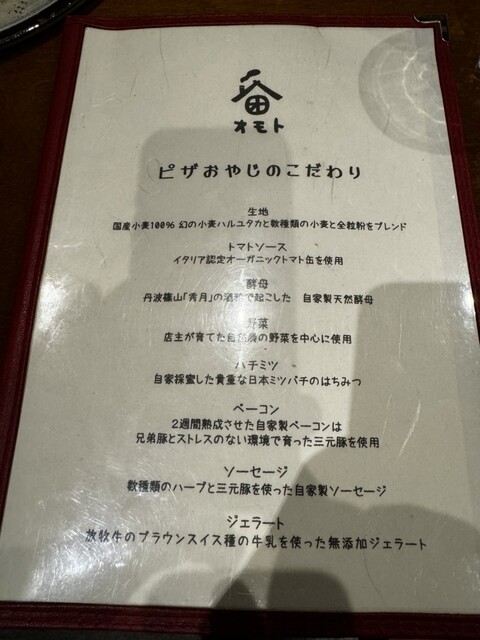 番
オモト
ピザおやじのこだわり
生地
国産小麦100% 幻の小麦ハルユタカと数種類の小麦と全粒粉をブレンド
トマトソース
イタリア認定オーガニックトマト缶を使用
酵母
丹波篠山「秀月」の酒粕で起こした 自家製天然酵母
野菜
店主が育てた自然農の野菜を中心に使用
ハチミツ
自家採蜜した貴重な日本ミツバチのはちみつ
ベーコン
2週間熟成させた自家製ベーコンは
兄弟豚とストレスのない環境で育った三元豚を使用
ソーセージ
数種類のハーブと三元豚を使った自家製ソーセージ
ジェラート
放牧牛のブラウンスイス種の牛乳を使った無添加ジェラート